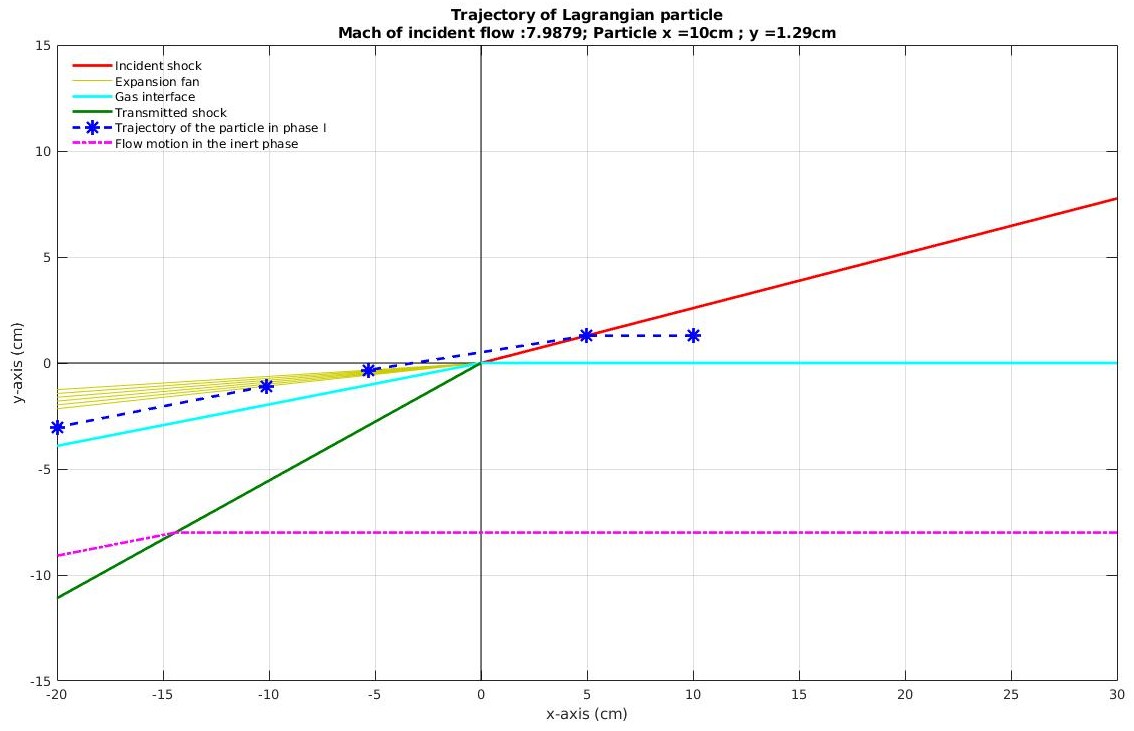 Trajectory of Lagrangian particle
Mach of incident flow :7.9879; Particle x =10cm ; y =1.29cm
Incident shock
Expansion fan
Gas interface
Transmitted shock
Trajectory of the particle in phase I
Flow motion in the inert phase
y-axis (cm)
15
10
5
0
-5
-10
-15
-20 -15 -10 -5 0 5 10 15 20 25 30
x-axis (cm)